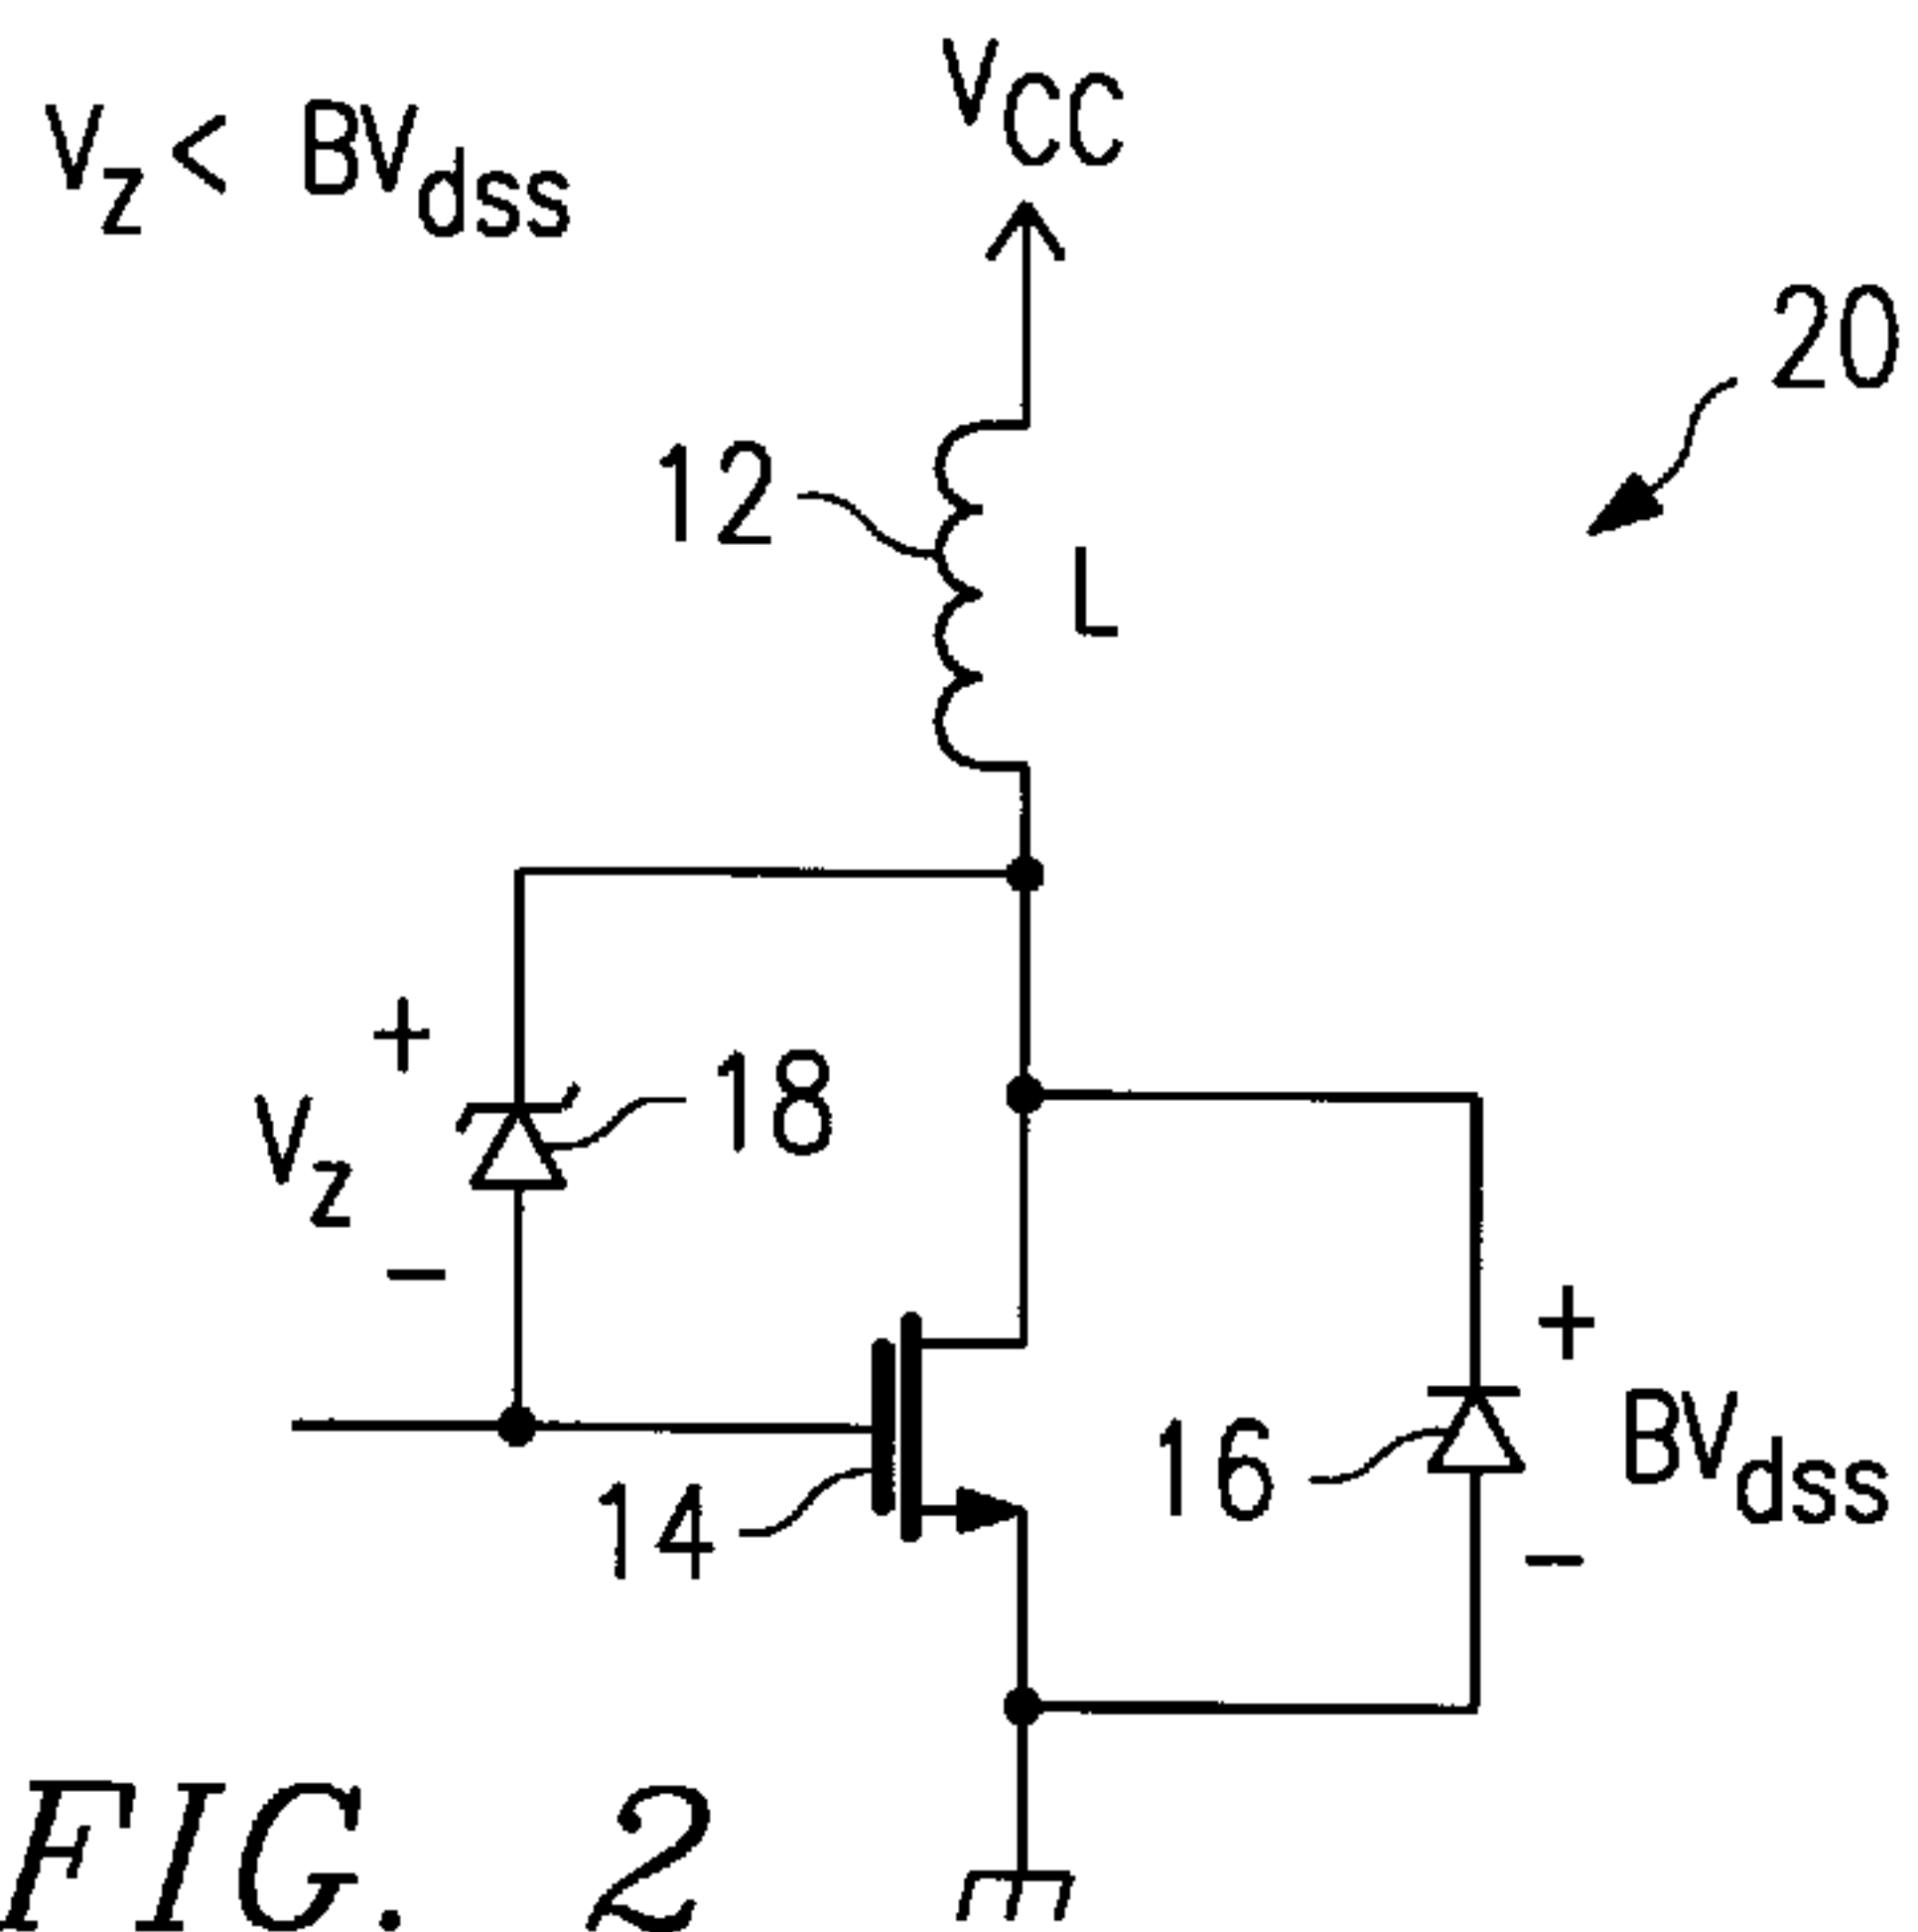 VCC
Vz < BVdss
20
12
L
+
18
Vz
−
+
16
BVdss
14
−
FIG. 2